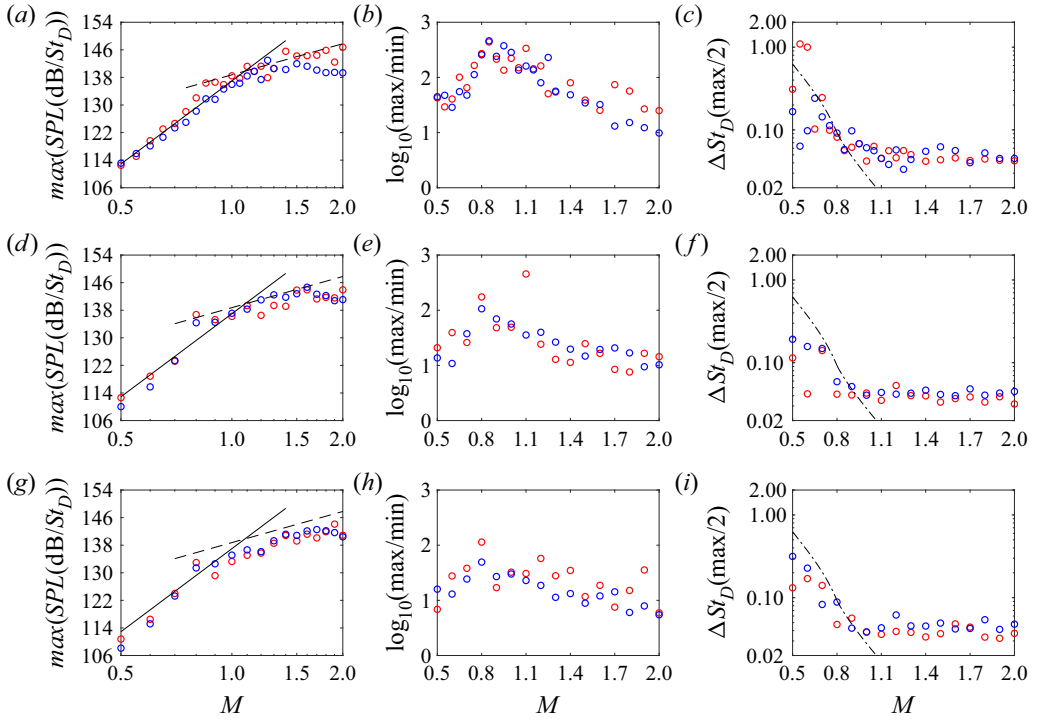 (a) (b) (c)
max(SPL(dB/St_D))
154
146
138
130
122
114
106
0.5 1.0 1.5 2.0
log10(max/min)
3
2
1
0
0.5 0.8 1.1 1.4 1.7 2.0
ΔSt_D(max/2)
2.00
1.00
0.10
0.02
0.5 0.8 1.1 1.4 1.7 2.0
(d) (e) (f)
max(SPL(dB/St_D))
154
146
138
130
122
114
106
0.5 1.0 1.5 2.0
log10(max/min)
3
2
1
0
0.5 0.8 1.1 1.4 1.7 2.0
ΔSt_D(max/2)
2.00
1.00
0.10
0.02
0.5 0.8 1.1 1.4 1.7 2.0
(g) (h) (i)
max(SPL(dB/St_D))
154
146
138
130
122
114
106
0.5 1.0 1.5 2.0
M
log10(max/min)
3
2
1
0
0.5 0.8 1.1 1.4 1.7 2.0
M
ΔSt_D(max/2)
2.00
1.00
0.10
0.02
0.5 0.8 1.1 1.4 1.7 2.0
M